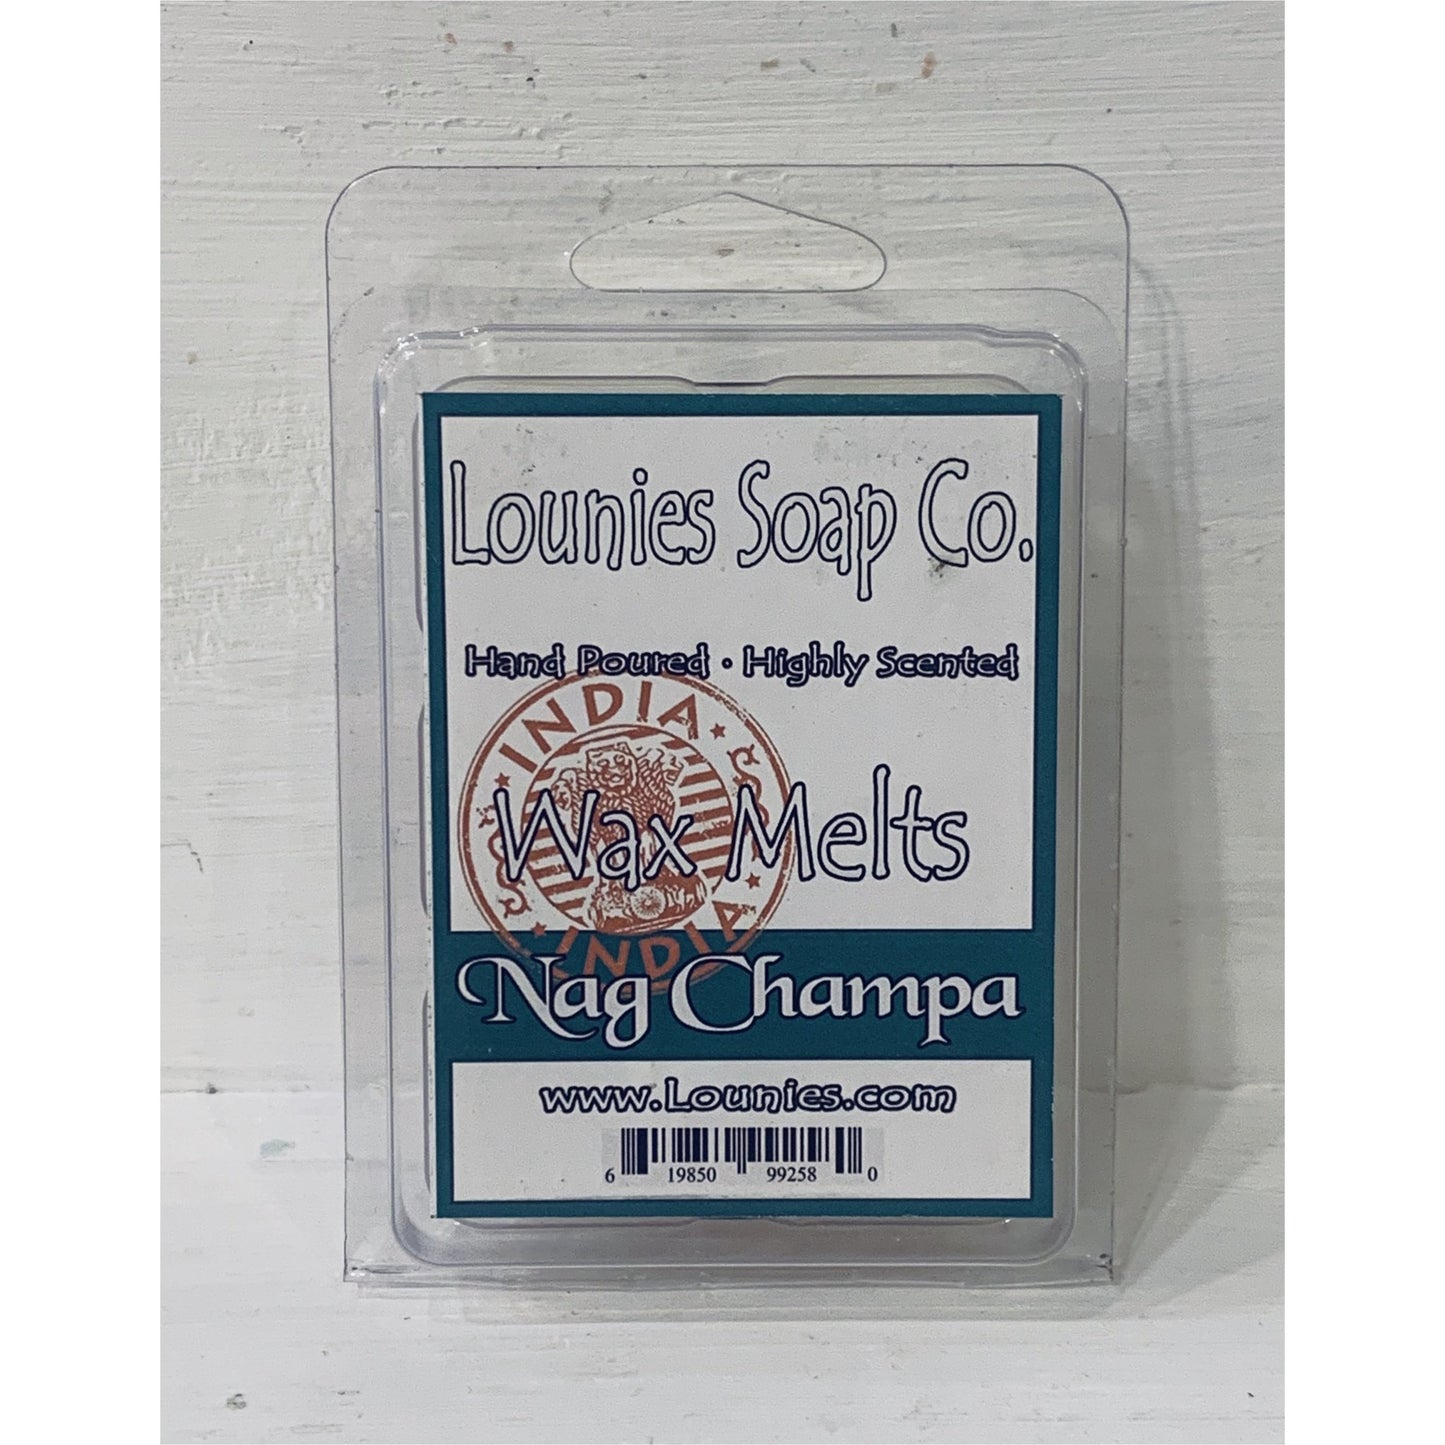 Lounies Soap Co.
Hand Poured • Highly Scented
INDIA
Wax Melts
INDIA
Nag Champa
www.Lounies.com
6 19850 99258 0